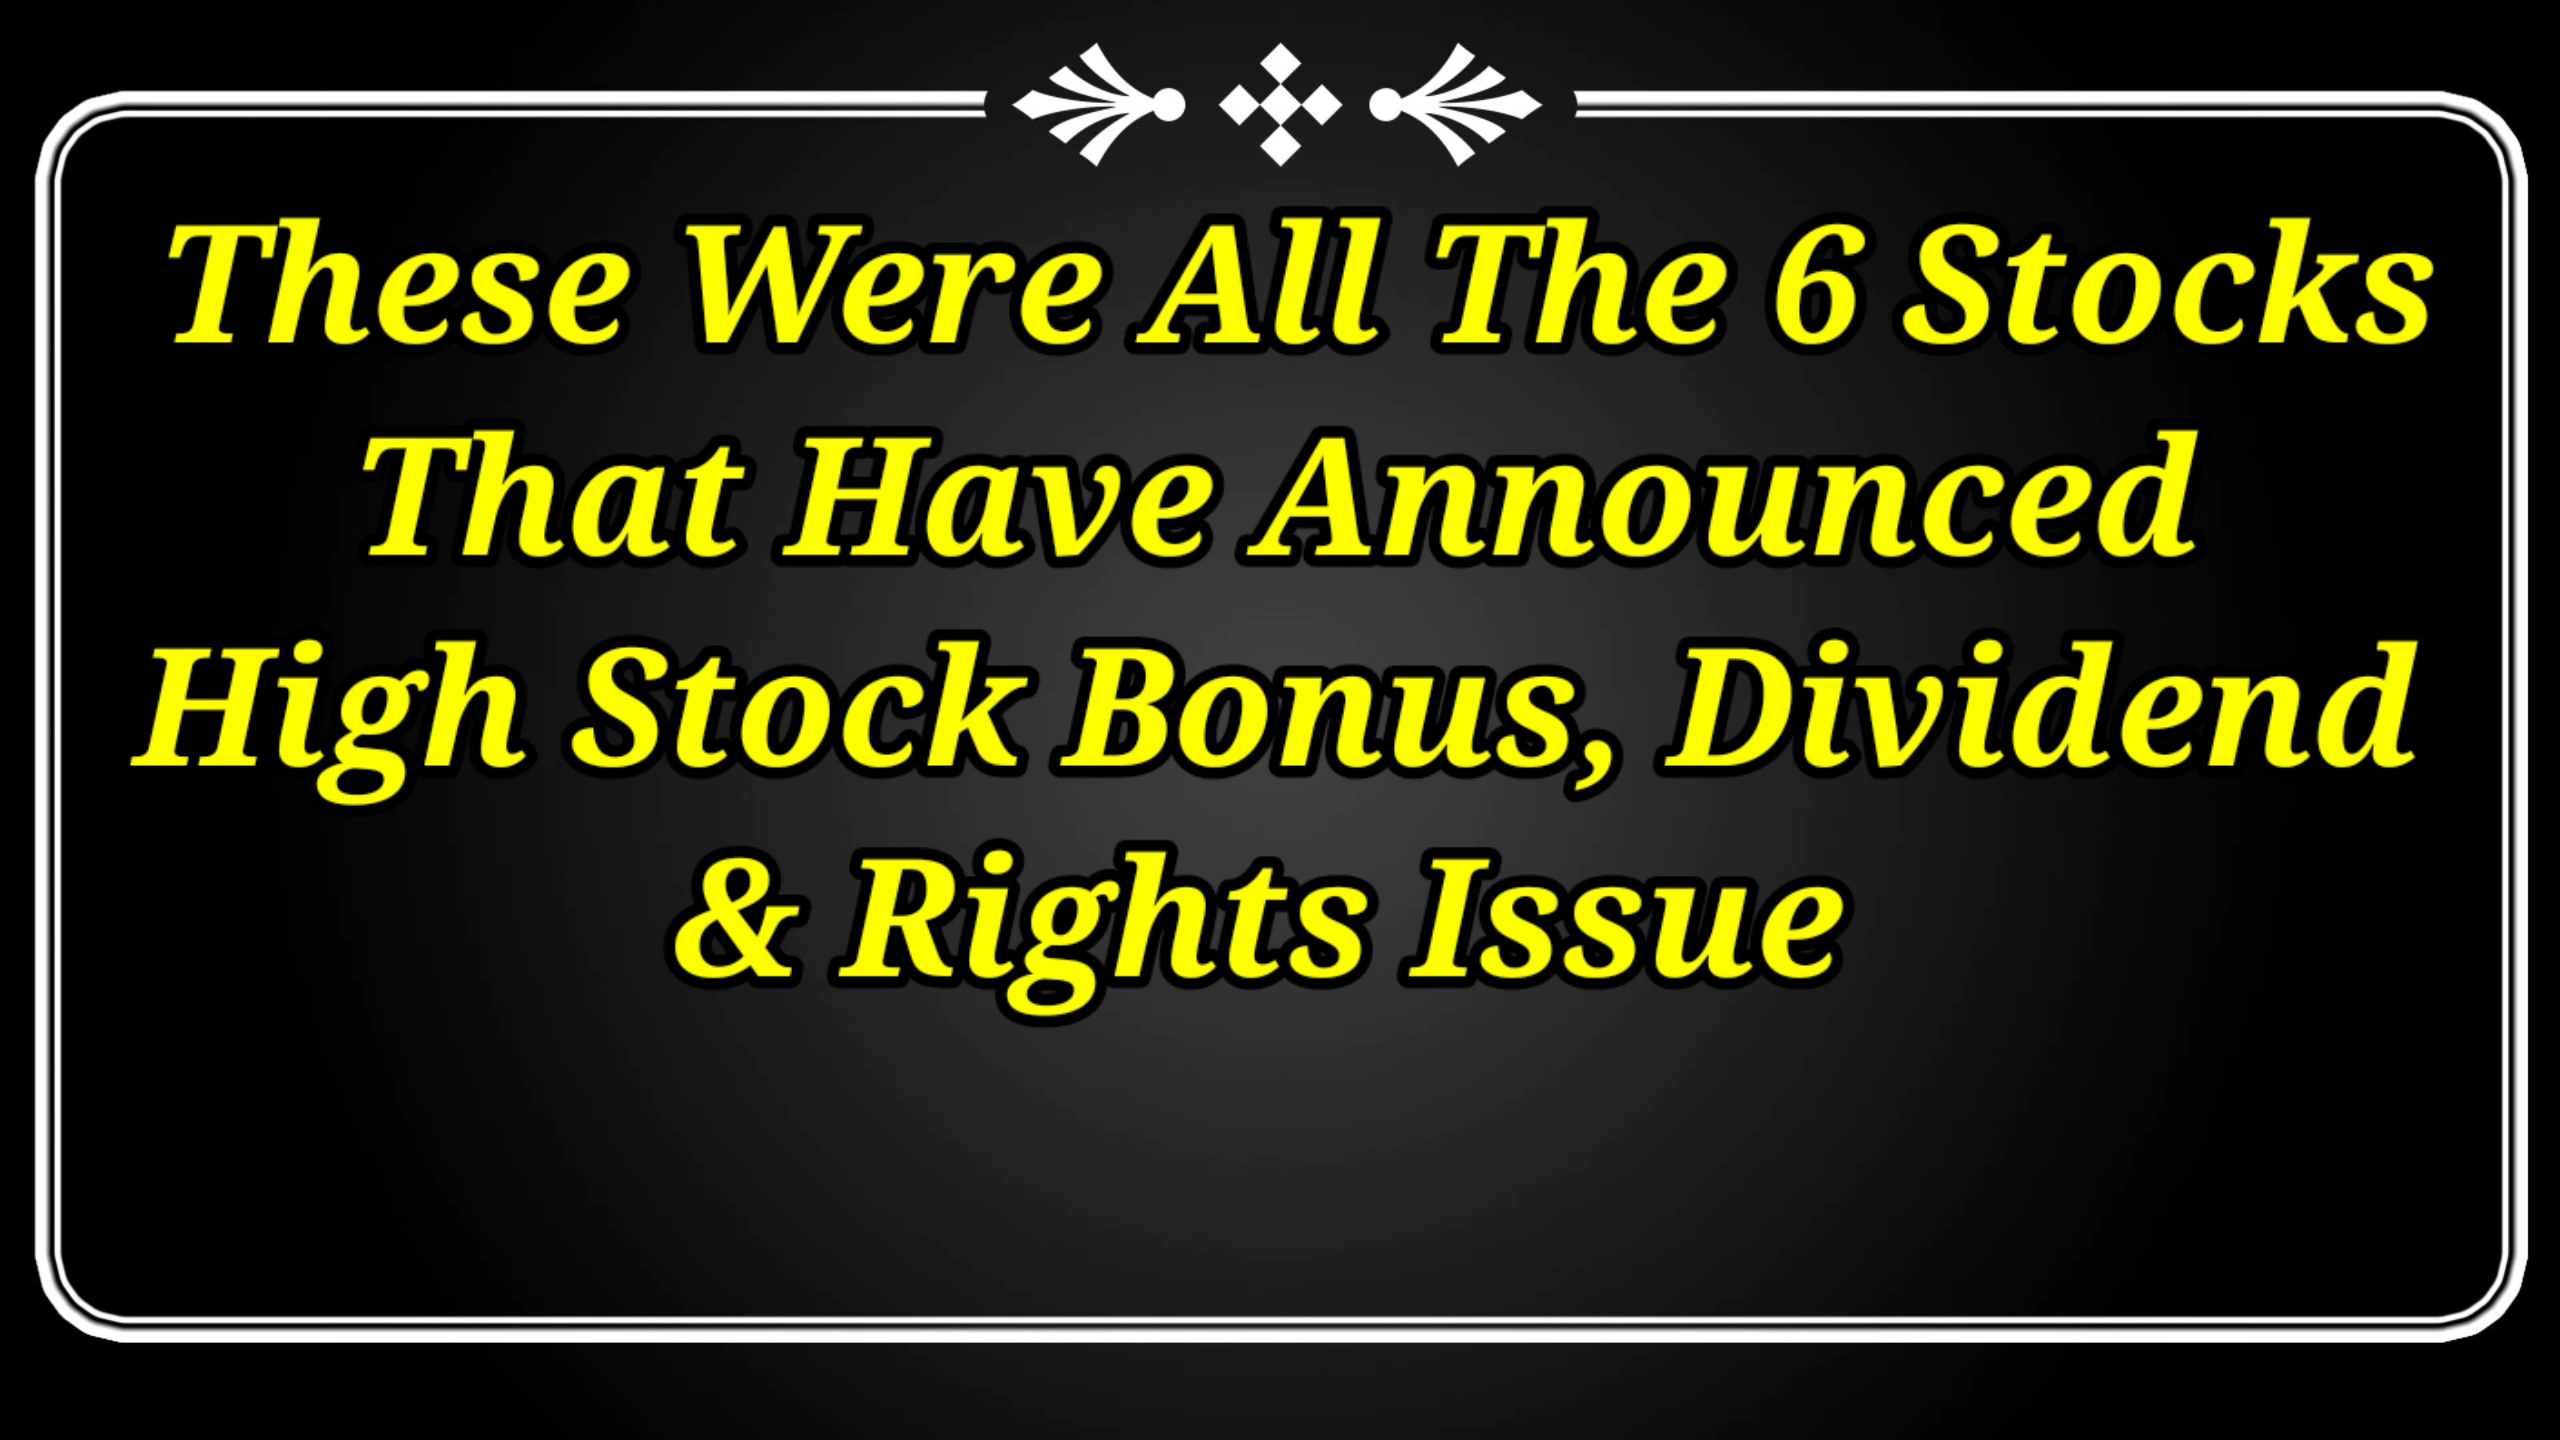 These Were All The 6 Stocks
That Have Announced
High Stock Bonus, Dividend
& Rights Issue